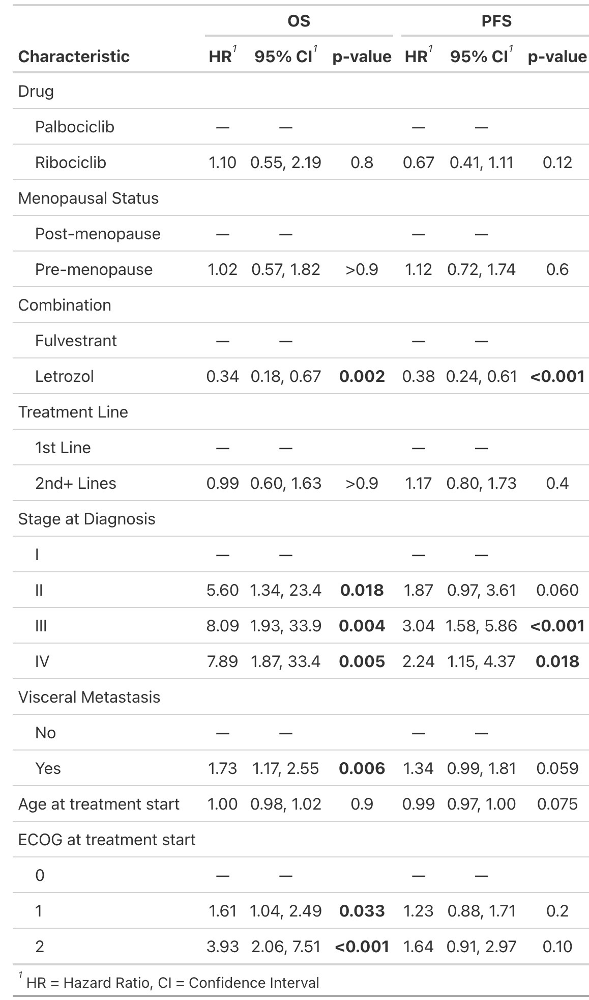 OS PFS
Characteristic HR¹ 95% CI¹ p-value HR¹ 95% CI¹ p-value
Drug
Palbociclib — — — —
Ribociclib 1.10 0.55, 2.19 0.8 0.67 0.41, 1.11 0.12
Menopausal Status
Post-menopause — — — —
Pre-menopause 1.02 0.57, 1.82 >0.9 1.12 0.72, 1.74 0.6
Combination
Fulvestrant — — — —
Letrozol 0.34 0.18, 0.67 0.002 0.38 0.24, 0.61 <0.001
Treatment Line
1st Line — — — —
2nd+ Lines 0.99 0.60, 1.63 >0.9 1.17 0.80, 1.73 0.4
Stage at Diagnosis
I — — — —
II 5.60 1.34, 23.4 0.018 1.87 0.97, 3.61 0.060
III 8.09 1.93, 33.9 0.004 3.04 1.58, 5.86 <0.001
IV 7.89 1.87, 33.4 0.005 2.24 1.15, 4.37 0.018
Visceral Metastasis
No — — — —
Yes 1.73 1.17, 2.55 0.006 1.34 0.99, 1.81 0.059
Age at treatment start 1.00 0.98, 1.02 0.9 0.99 0.97, 1.00 0.075
ECOG at treatment start
0 — — — —
1 1.61 1.04, 2.49 0.033 1.23 0.88, 1.71 0.2
2 3.93 2.06, 7.51 <0.001 1.64 0.91, 2.97 0.10
¹ HR = Hazard Ratio, CI = Confidence Interval